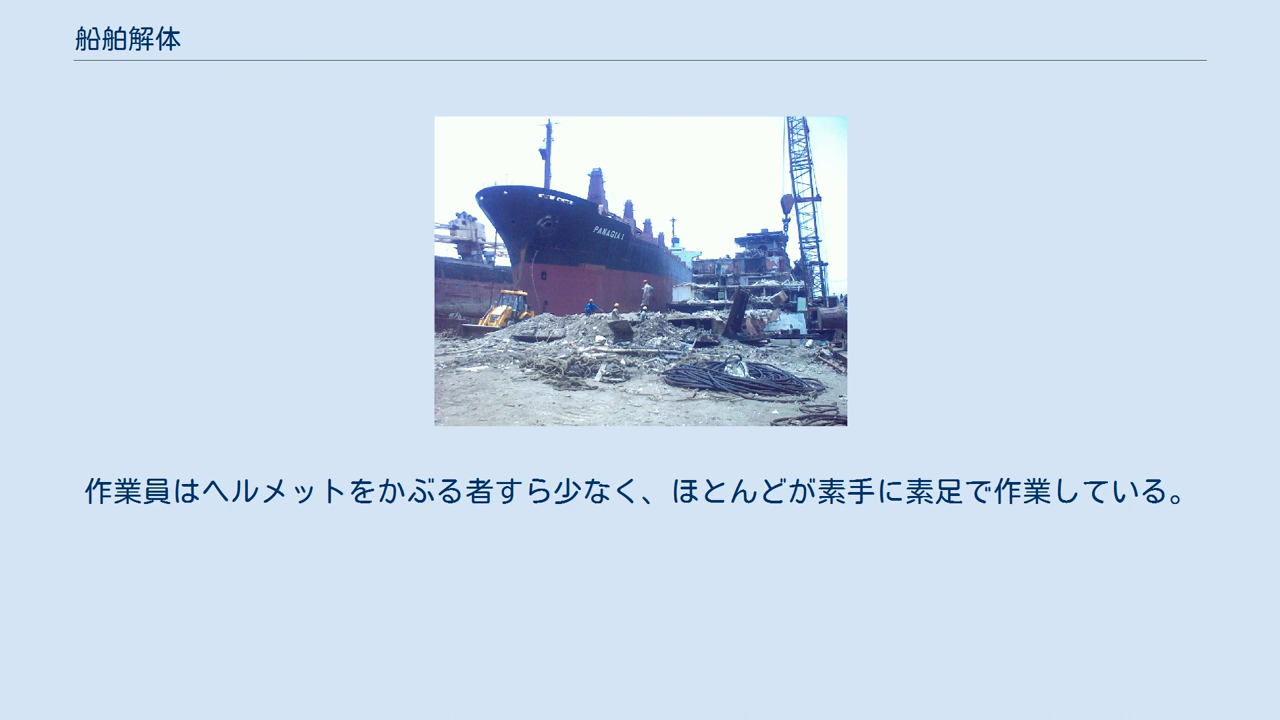 船舶解体
PANAGIA I
作業員はヘルメットをかぶる者すら少なく、ほとんどが素手に素足で作業している。